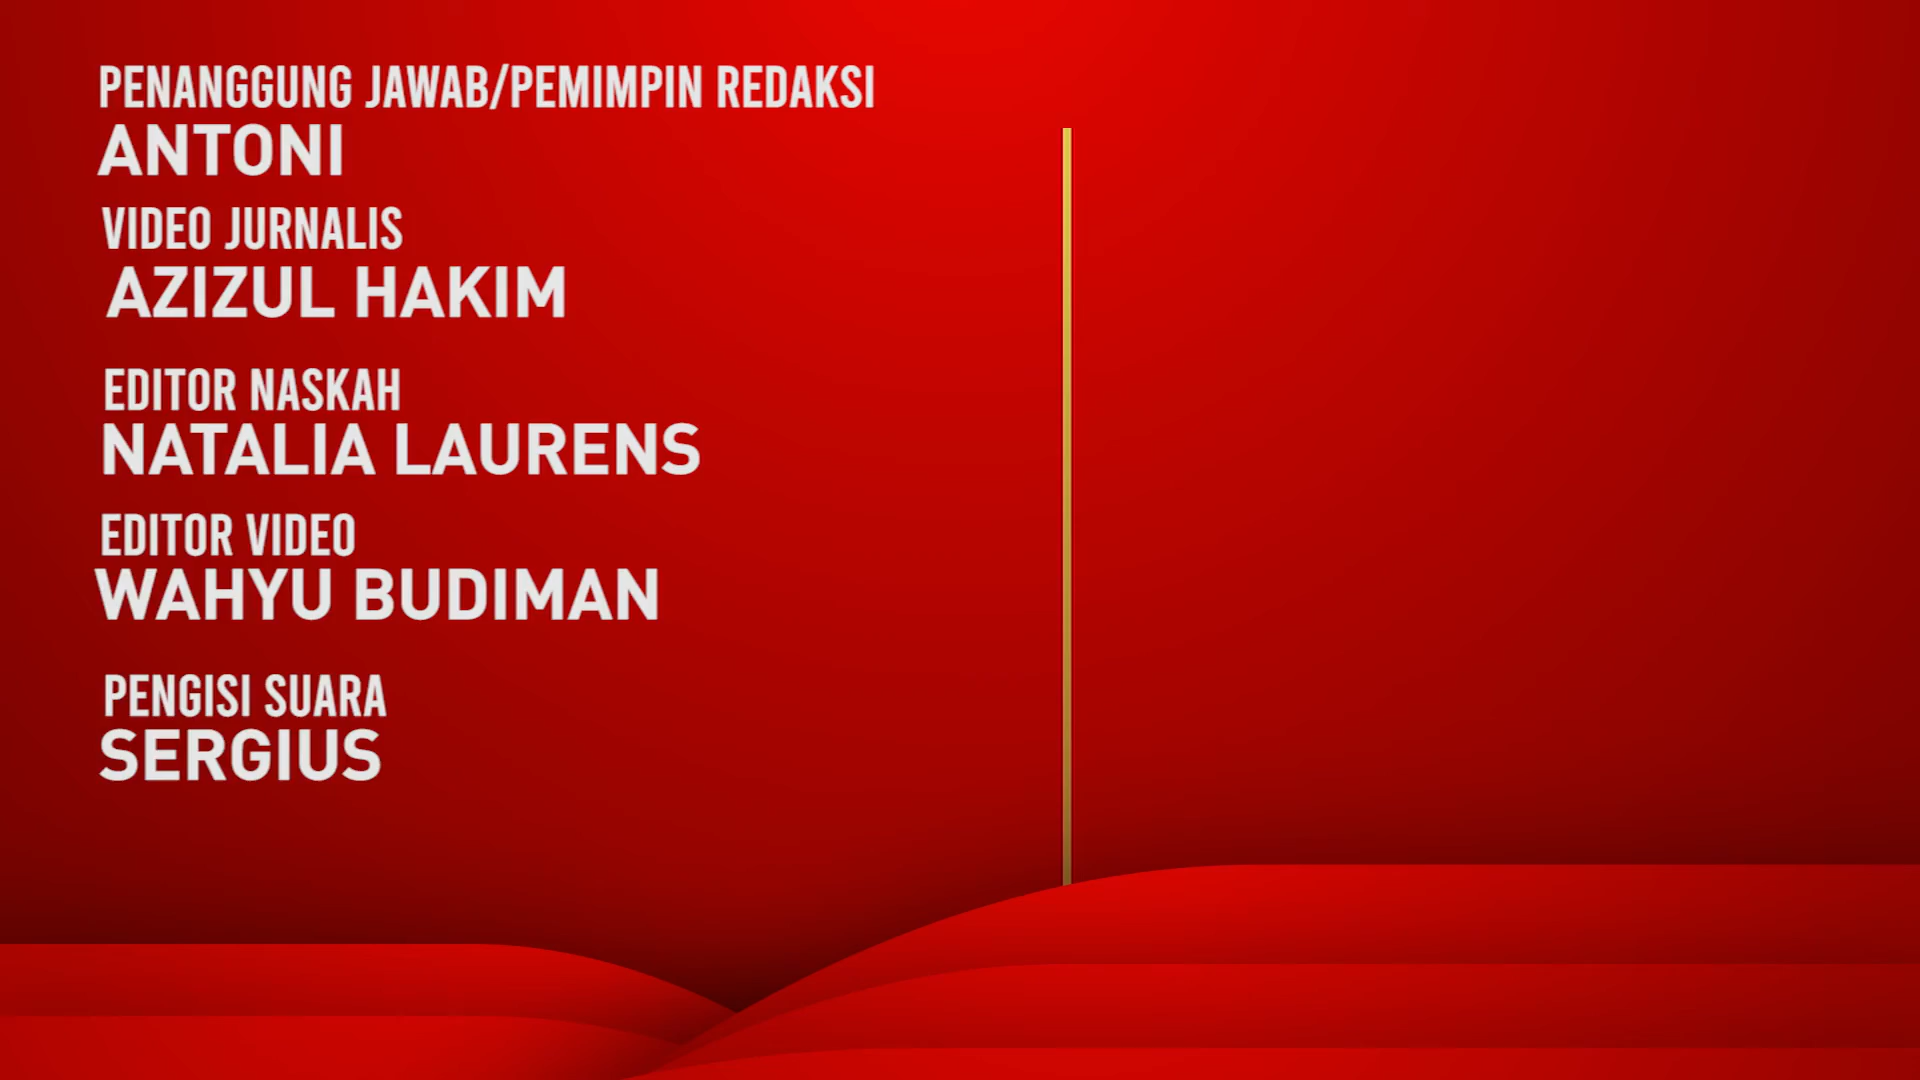 PENANGGUNG JAWAB/PEMIMPIN REDAKSI
ANTONI
VIDEO JURNALIS
AZIZUL HAKIM
EDITOR NASKAH
NATALIA LAURENS
EDITOR VIDEO
WAHYU BUDIMAN
PENGISI SUARA
SERGIUS